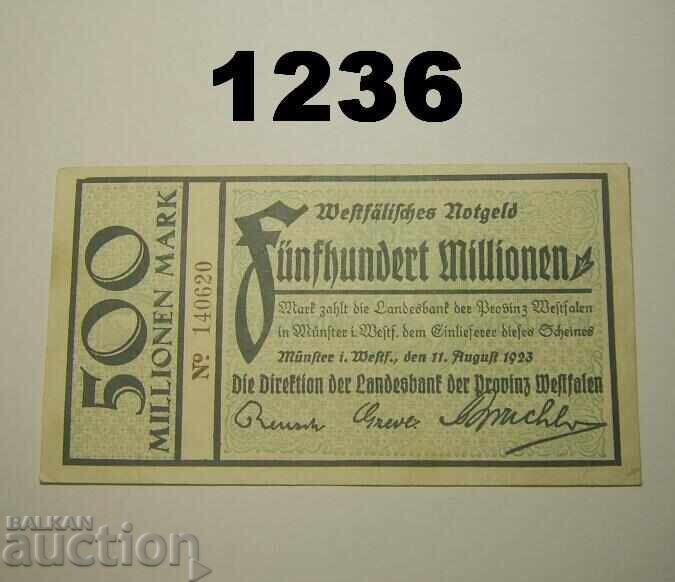 1236
500
MILLIONEN MARK
No. 140620
Westfälisches Notgeld
Fünfhundert Millionen
Mark zahlt die Landesbank der Provinz Westfalen
in Münster i. Westf. dem Einlieferer dieses Scheines
Münster i. Westf., den 11. August 1923
Die Direktion der Landesbank der Provinz Westfalen
Reusch
BALKAN
auction